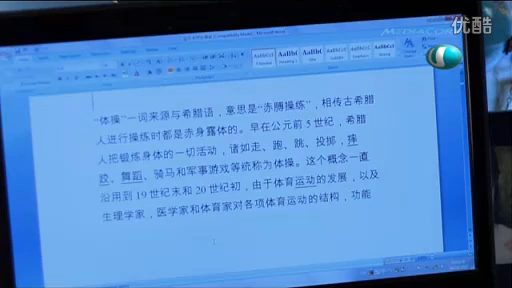 MEDIACORP
优酷
"体操"一词来源与希腊语，意思是"赤膊操练"，相传古希腊
人进行操练时都是赤身露体的。早在公元前 5 世纪，希腊
人把锻炼身体的一切活动，诸如走、跑、跳、投掷，摔
跤、舞蹈、骑马和军事游戏等统称为体操。这个概念一直
沿用到 19 世纪末和 20 世纪初，由于体育运动的发展，以及
生理学家，医学家和体育家对各项体育运动的结构，功能